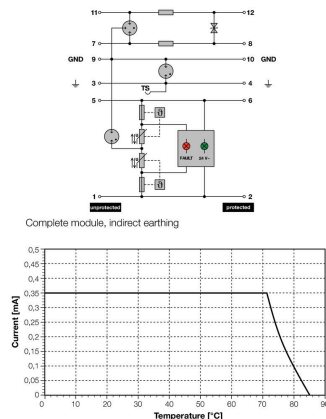 11 12
7 8
GND 9 10 GND
3 4
TS
5 6
ϑ
ϑ
FAULT 24 V~
1 2
unprotected protected
Complete module, indirect earthing
0,5
0,45
0,4
0,35
0,3
0,25
0,2
0,15
0,1
0,05
0
Current [mA]
0 10 20 30 40 50 60 70 80 90
Temperature [°C]